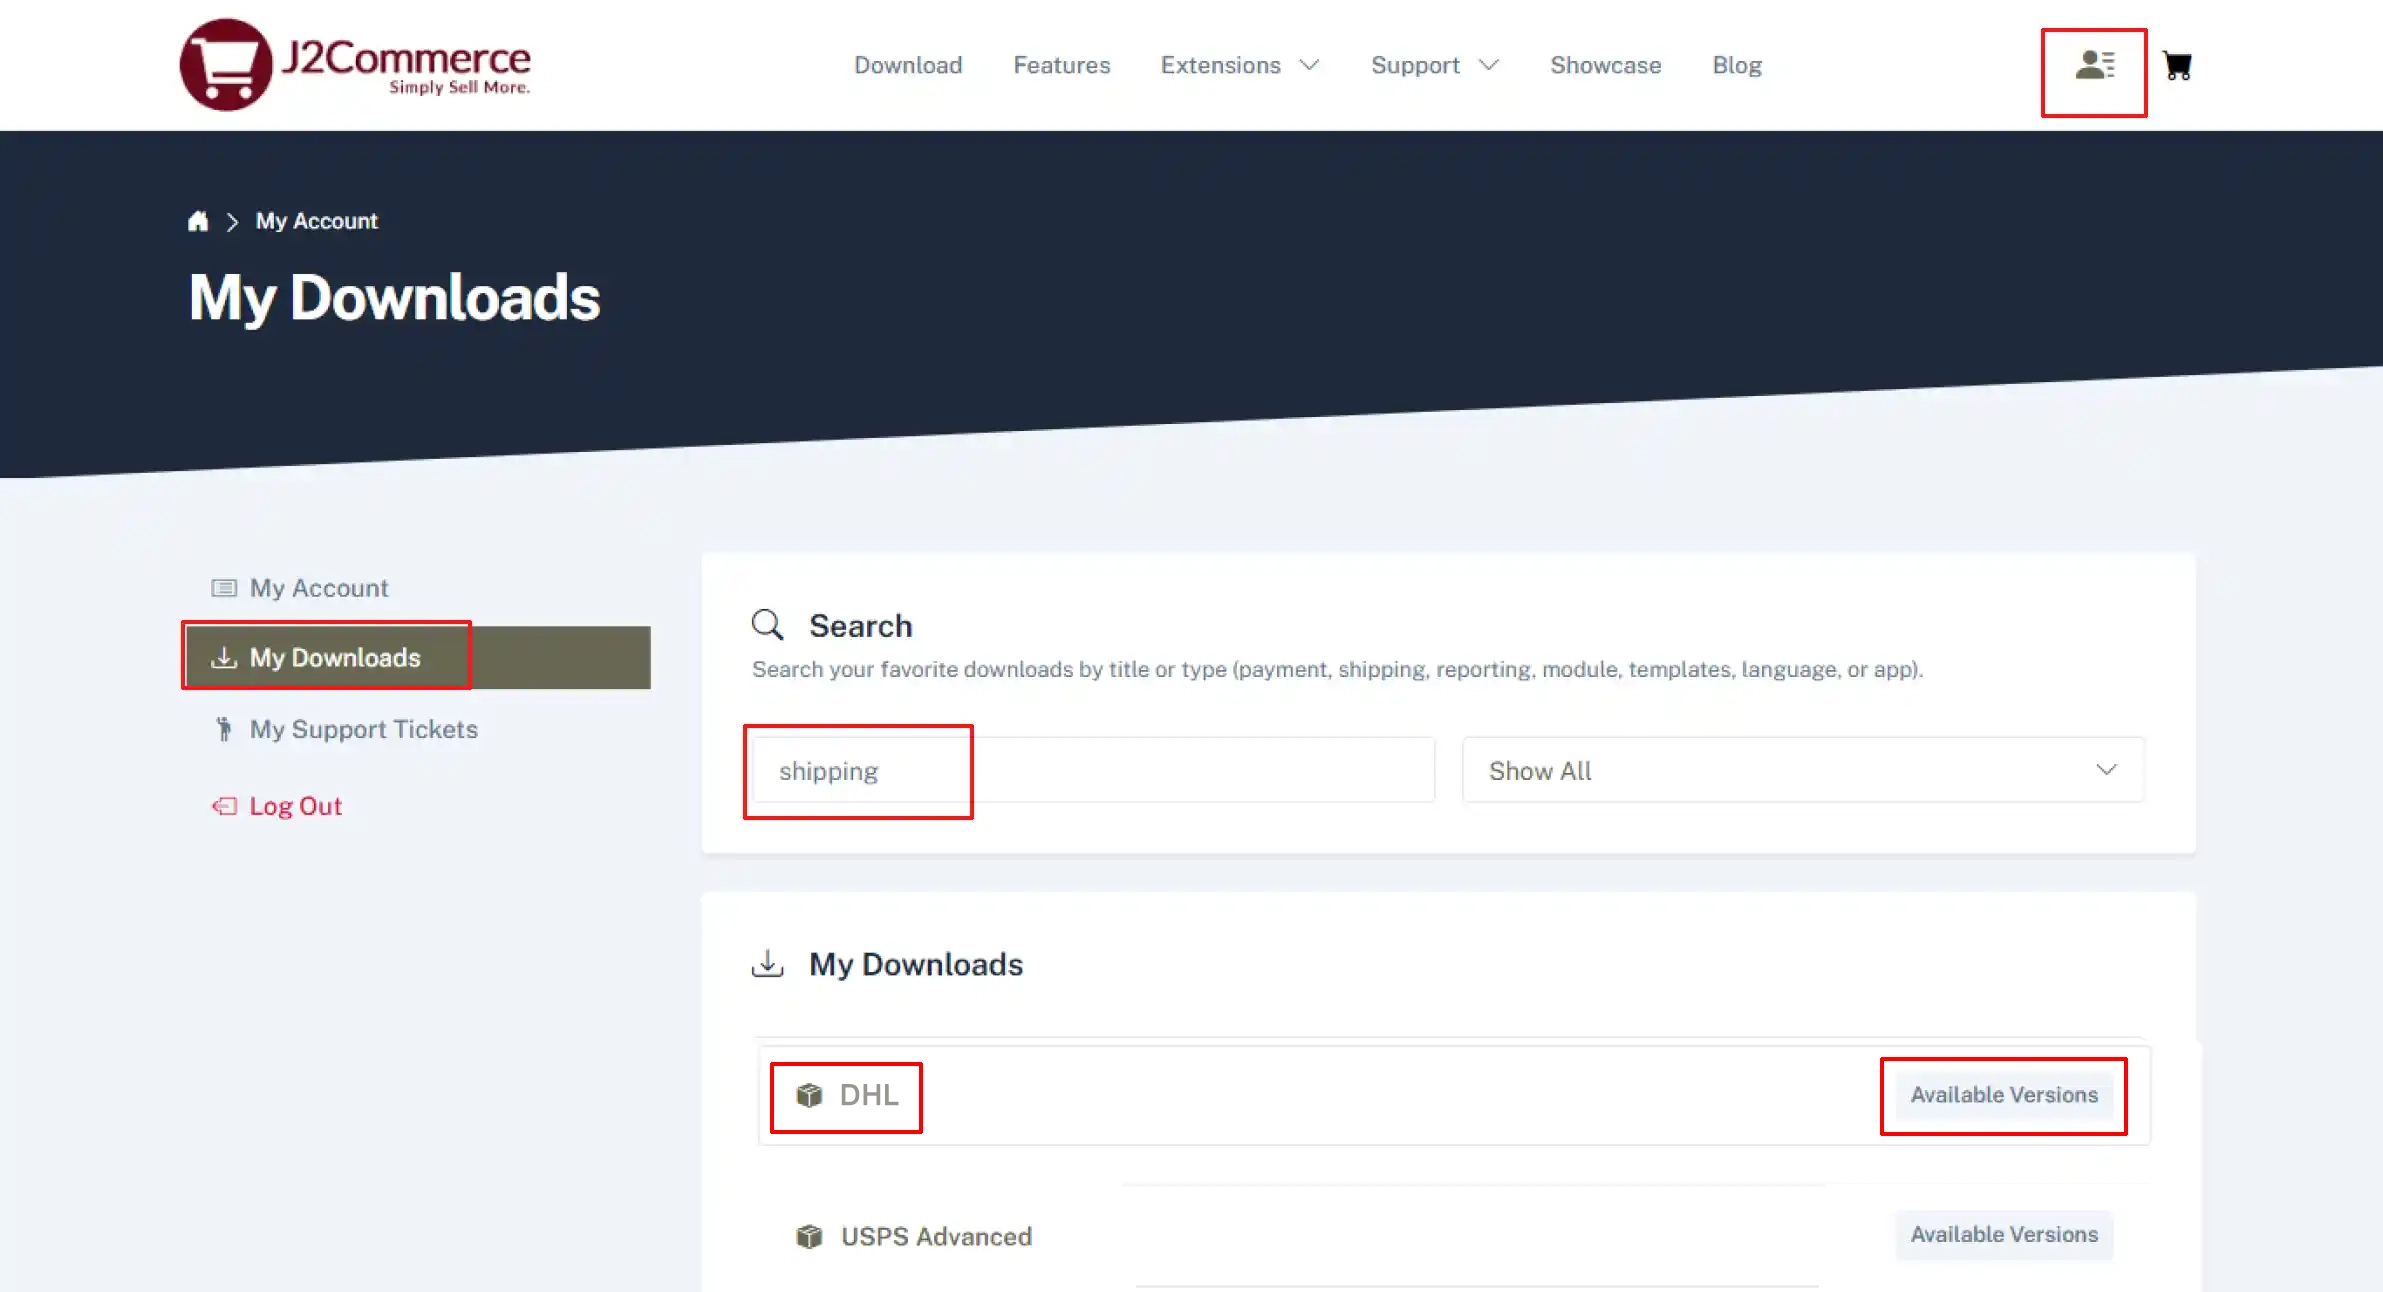 J2Commerce
Simply Sell More.
Download Features Extensions Support Showcase Blog
My Account
My Downloads
My Account
My Downloads
My Support Tickets
Log Out
Search
Search your favorite downloads by title or type (payment, shipping, reporting, module, templates, language, or app).
shipping Show All
My Downloads
DHL Available Versions
USPS Advanced Available Versions